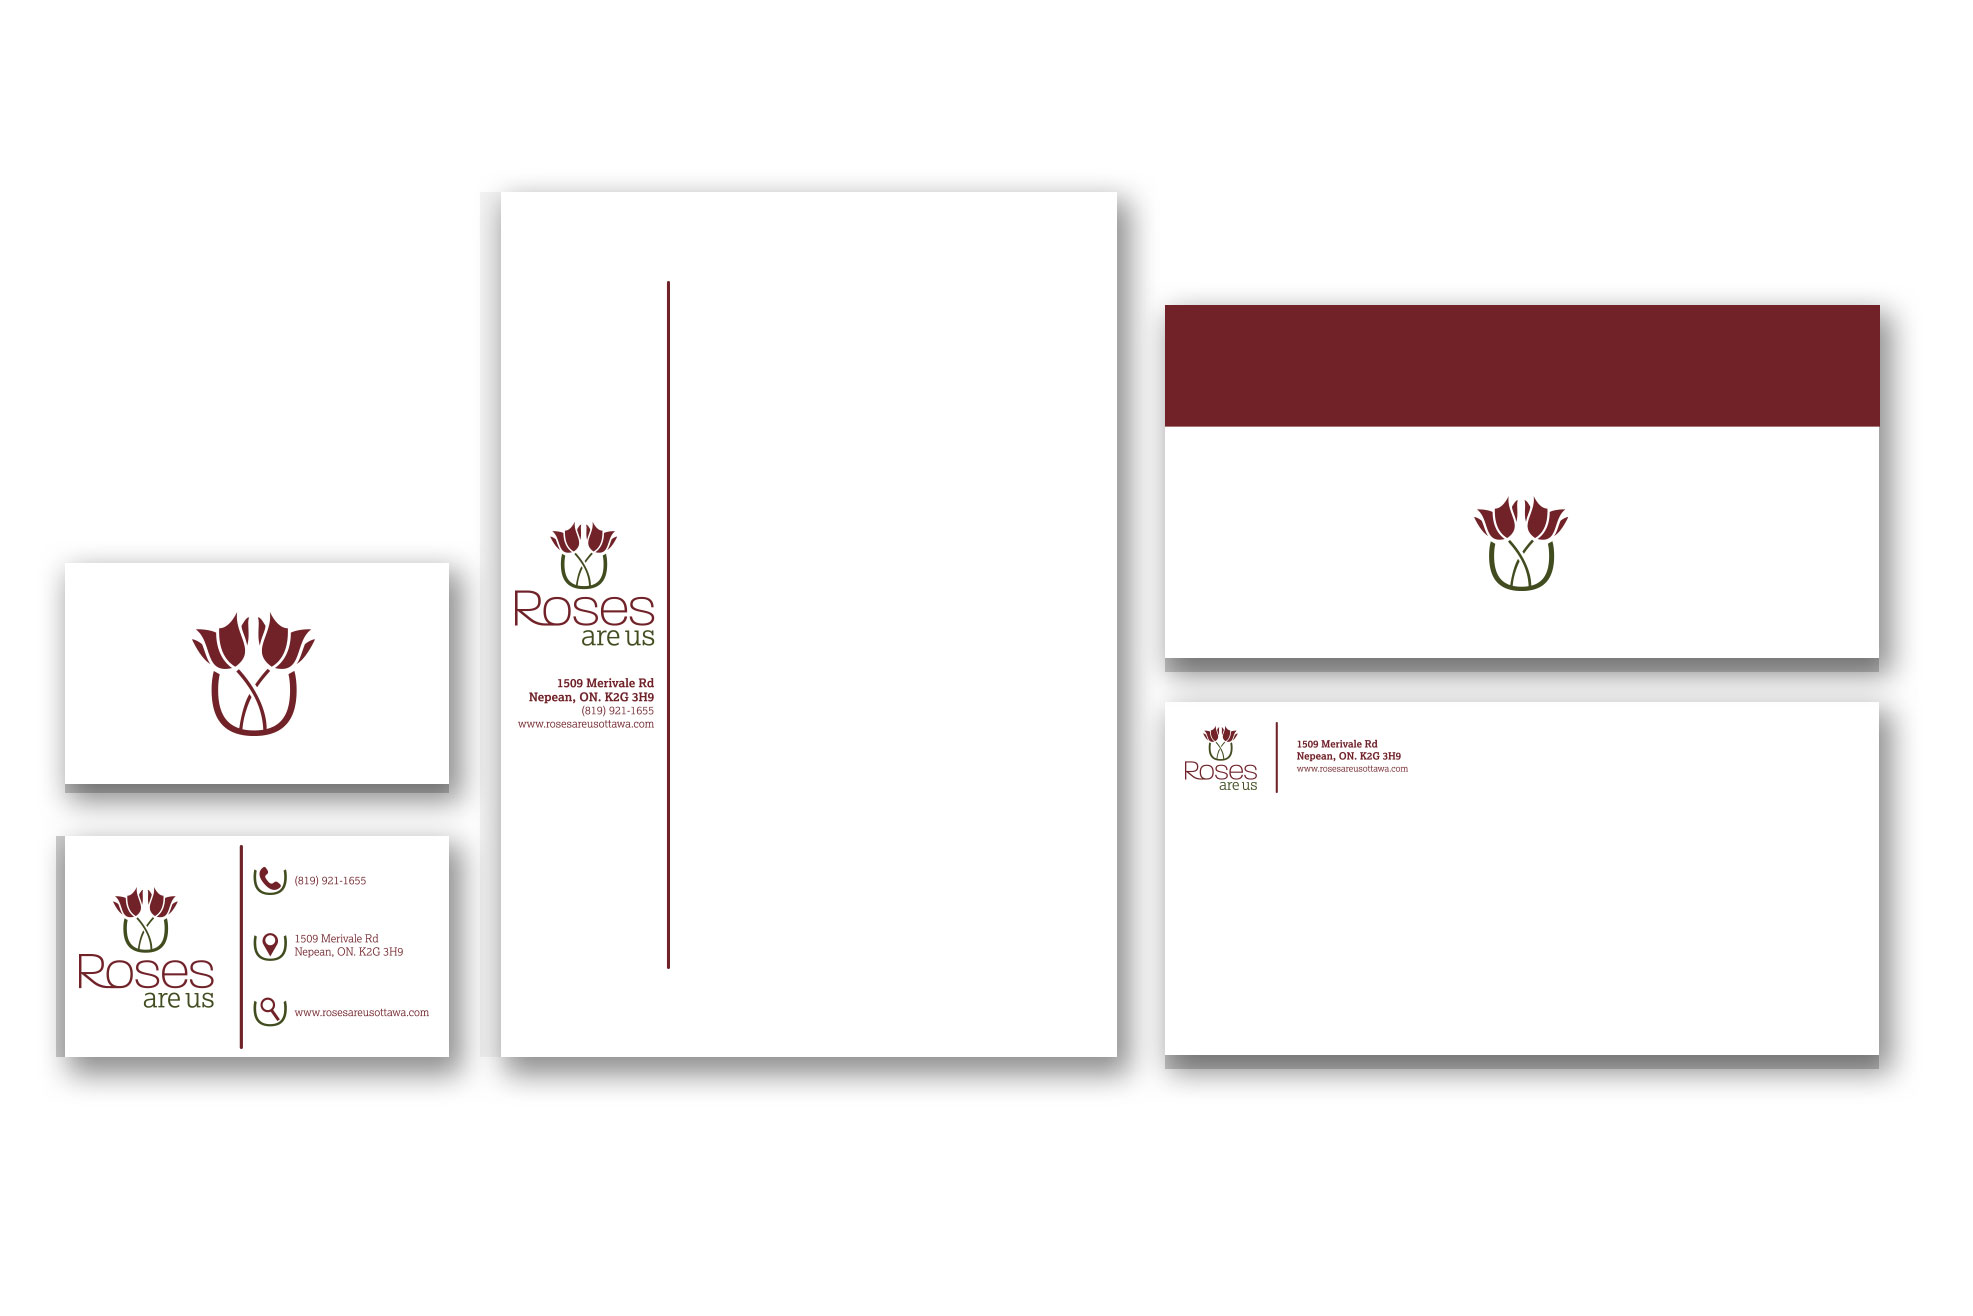 Roses
are us
(819) 921-1655
1509 Merivale Rd
Nepean, ON. K2G 3H9
www.rosesareusottawa.com
Roses
are us
1509 Merivale Rd
Nepean, ON. K2G 3H9
(819) 921-1655
www.rosesareusottawa.com
Roses
are us
1509 Merivale Rd
Nepean, ON. K2G 3H9
www.rosesareusottawa.com